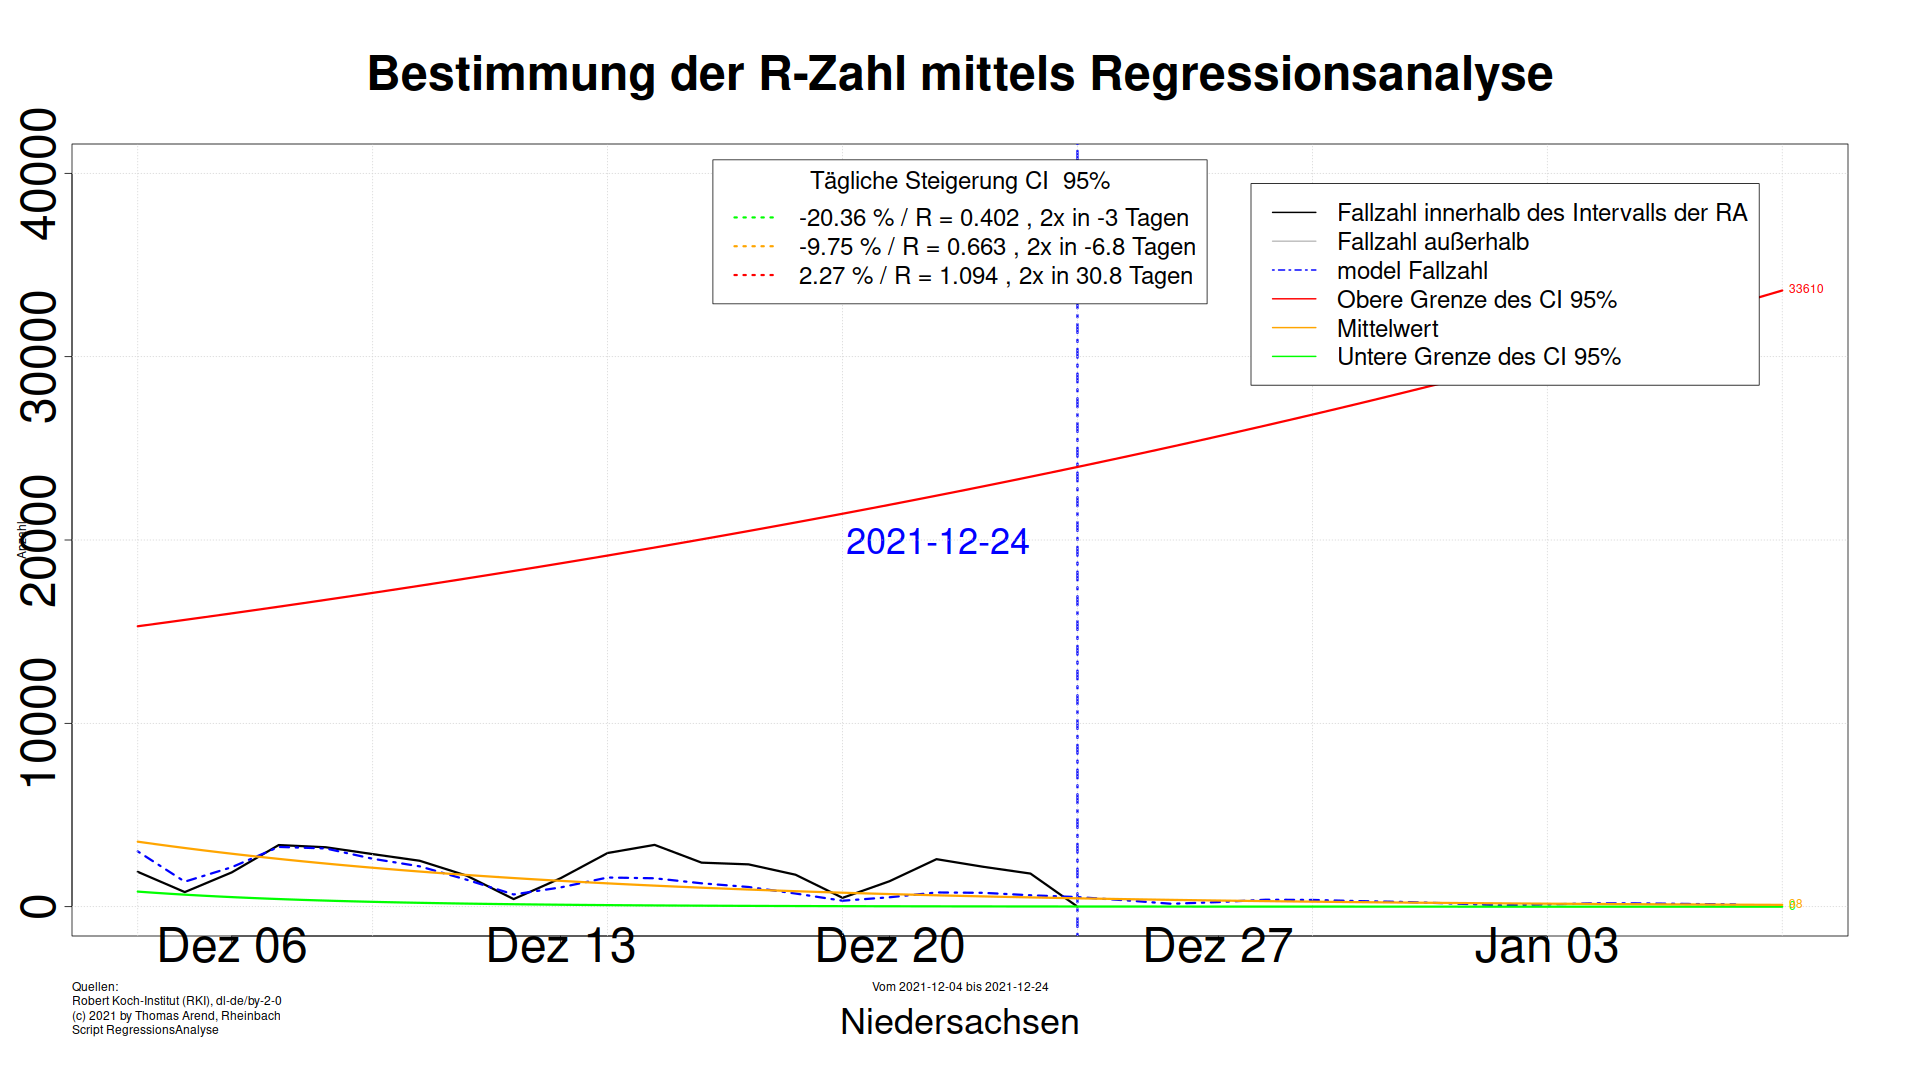 Bestimmung der R-Zahl mittels Regressionsanalyse
Tägliche Steigerung CI  95%
-20.36 % / R = 0.402 , 2x in -3 Tagen
-9.75 % / R = 0.663 , 2x in -6.8 Tagen
2.27 % / R = 1.094 , 2x in 30.8 Tagen
Fallzahl innerhalb des Intervalls der RA
Fallzahl außerhalb
model Fallzahl
Obere Grenze des CI 95%
Mittelwert
Untere Grenze des CI 95%
33610
2021-12-24
40000
30000
20000
10000
0
Anzahl
Dez 06
Dez 13
Dez 20
Dez 27
Jan 03
Quellen:
Robert Koch-Institut (RKI), dl-de/by-2-0
(c) 2021 by Thomas Arend, Rheinbach
Script RegressionsAnalyse
Vom 2021-12-04 bis 2021-12-24
Niedersachsen